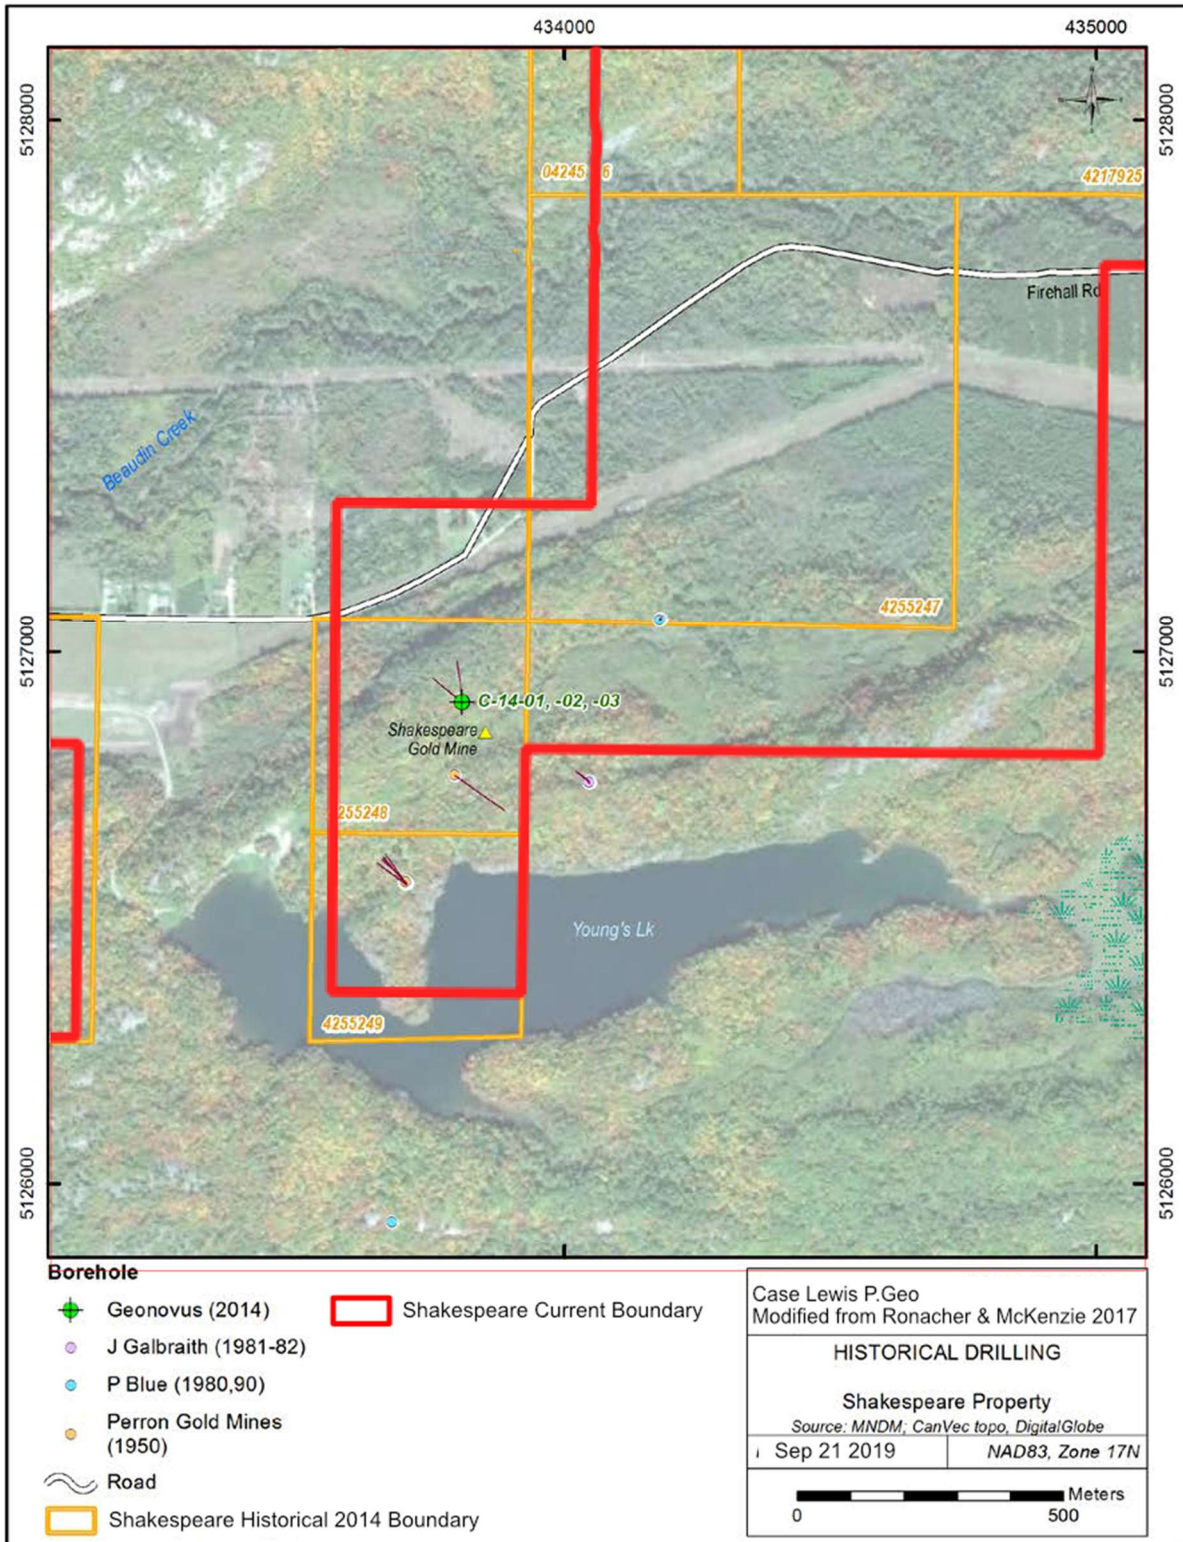 434000
435000
5128000
5128000
04245 6
4217925
Firehall Rd
Beaudin Creek
4255247
5127000
5127000
C-14-01, -02, -03
Shakespeare
Gold Mine
255248
Young's Lk
4255249
5126000
5126000
Borehole
Geonovus (2014)
J Galbraith (1981-82)
P Blue (1980,90)
Perron Gold Mines
(1950)
Road
Shakespeare Historical 2014 Boundary
Shakespeare Current Boundary
Case Lewis P.Geo
Modified from Ronacher & McKenzie 2017
HISTORICAL DRILLING
Shakespeare Property
Source: MNDM; CanVec topo, DigitalGlobe
Sep 21 2019
NAD83, Zone 17N
Meters
0
500